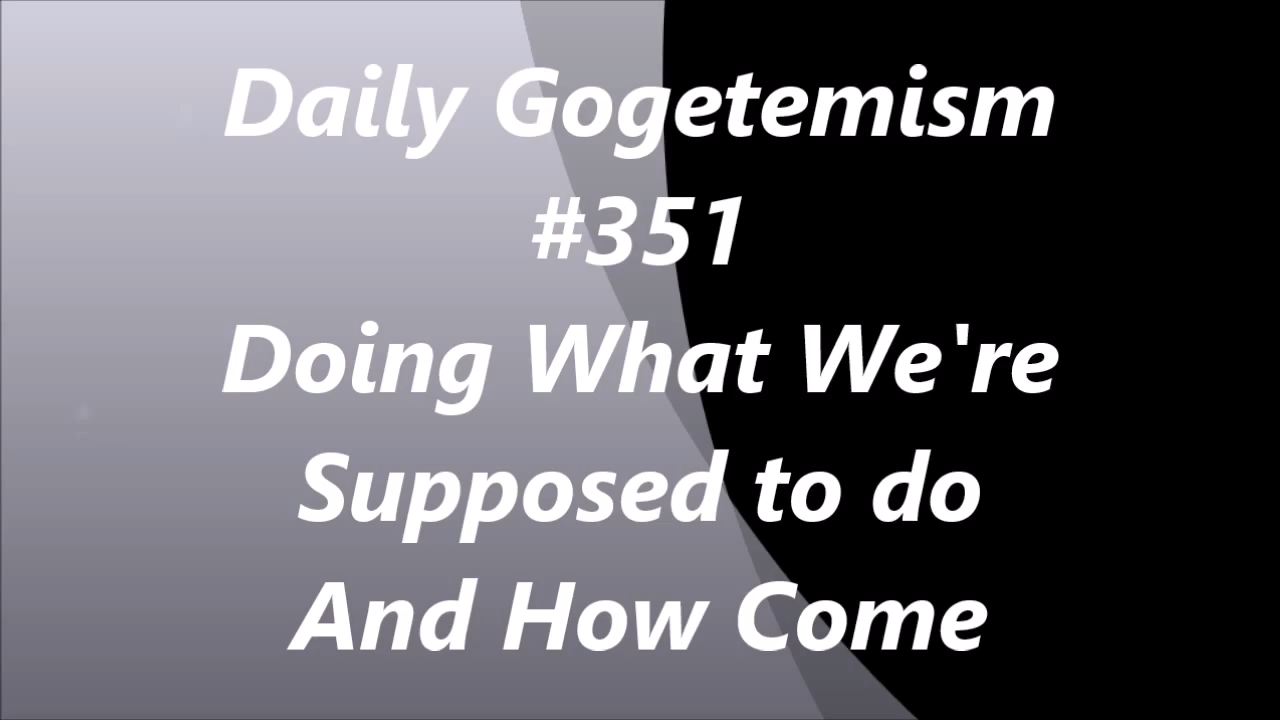 Daily Gogetemism
#351
Doing What We're
Supposed to do
And How Come